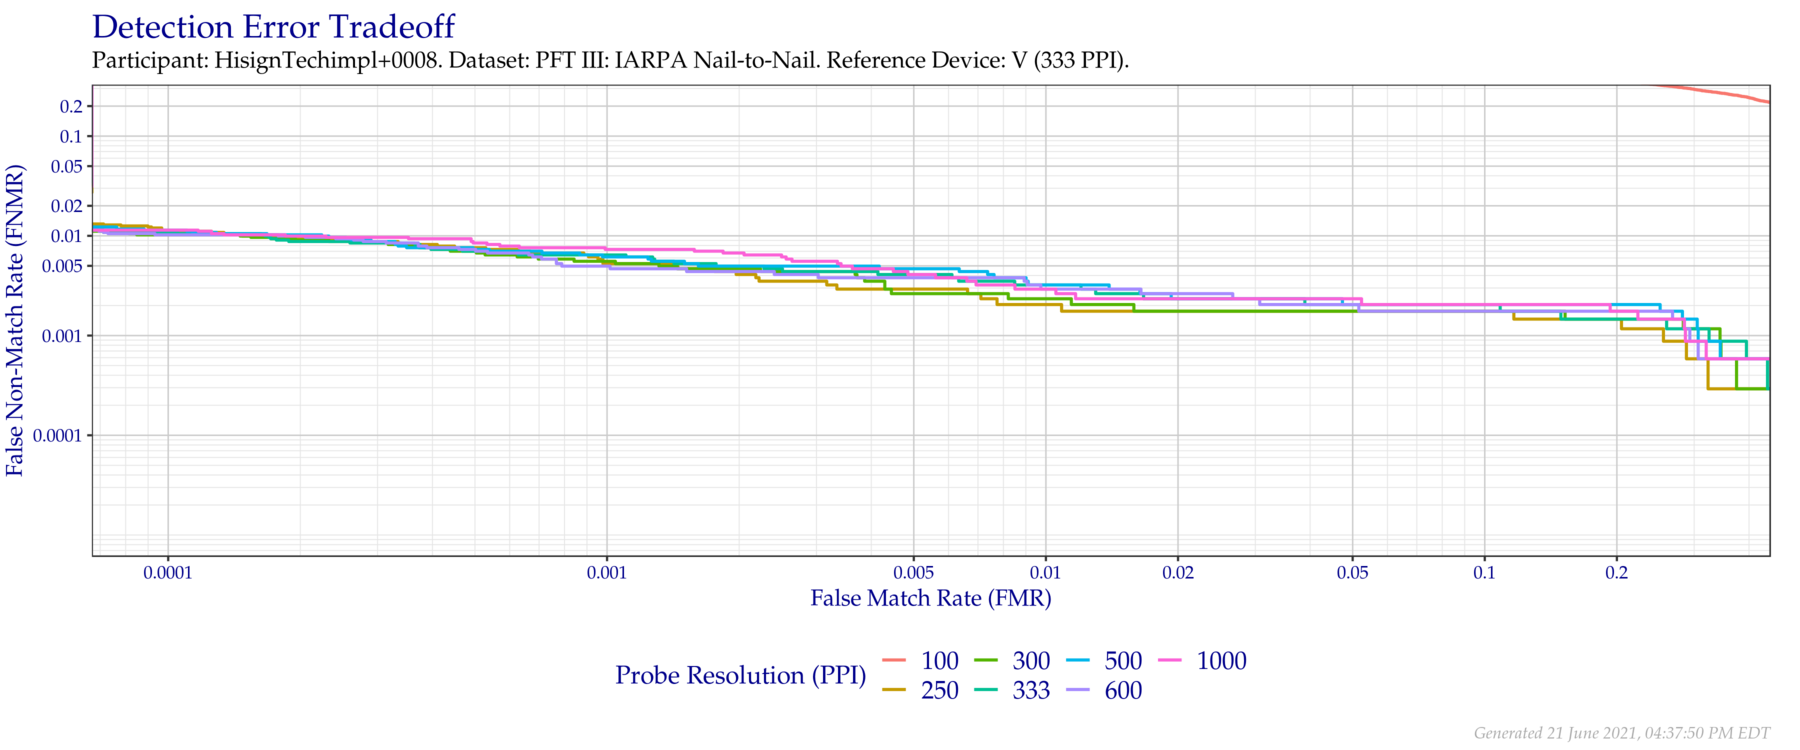 Detection Error Tradeoff
Participant: HisignTechimpl+0008. Dataset: PFT III: IARPA Nail-to-Nail. Reference Device: V (333 PPI).
False Non-Match Rate (FNMR)
0.2
0.1
0.05
0.02
0.01
0.005
0.001
0.0001
0.0001 0.001 0.005 0.01 0.02 0.05 0.1 0.2
False Match Rate (FMR)
Probe Resolution (PPI)
100 300 500 1000
250 333 600
Generated 21 June 2021, 04:37:50 PM EDT